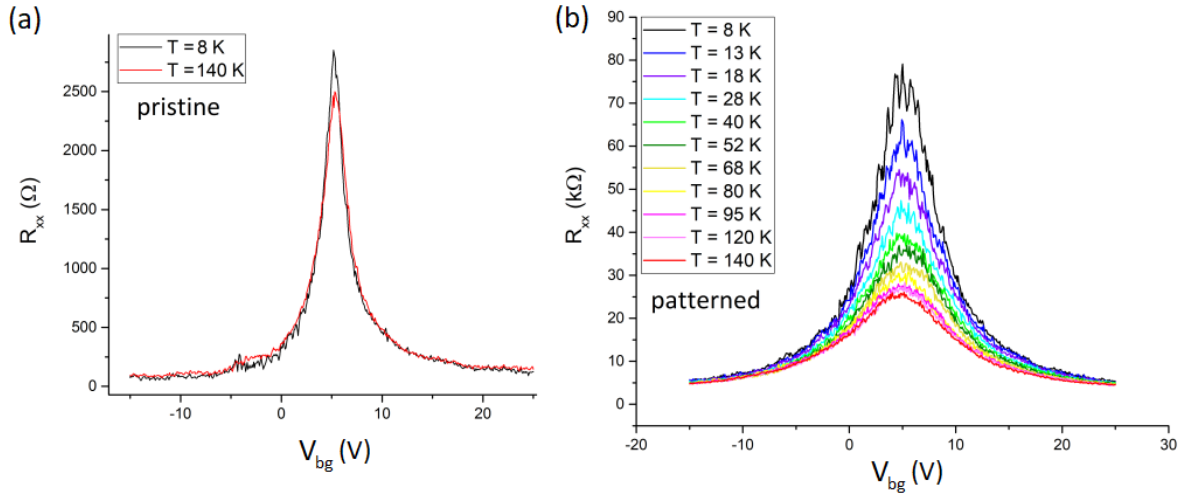 (a)
T = 8 K
T = 140 K
pristine
2500
2000
1500
1000
500
0
-10
0
10
20
Rxx (Ω)
Vbg (V)
(b)
T = 8 K
T = 13 K
T = 18 K
T = 28 K
T = 40 K
T = 52 K
T = 68 K
T = 80 K
T = 95 K
T = 120 K
T = 140 K
patterned
90
80
70
60
50
40
30
20
10
0
-20
-10
0
10
20
30
Rxx (kΩ)
Vbg (V)